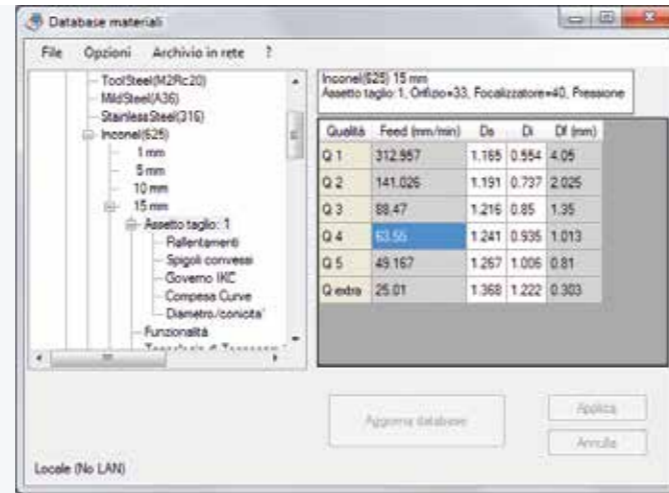 Database materiali
File Opzioni Archivio in rete ?
ToolSteel(M2Rc20)
MildSteel(A36)
StainlessSteel(316)
Inconel(625)
1 mm
5 mm
10 mm
15 mm
Assetto taglio: 1
Rallentamenti
Spigoli convessi
Governo IKC
Compesa Curve
Diametro/conicita'
Funzionalità
Inconel(625) 15 mm
Assetto taglio: 1, Orifizio=33, Focalizzatore=40, Pressione
Qualità Feed (mm/min) Ds Di Df (mm)
Q 1 312.957 1.165 0.554 4.05
Q 2 141.026 1.191 0.737 2.025
Q 3 88.47 1.216 0.85 1.35
Q 4 63.55 1.241 0.935 1.013
Q 5 49.167 1.267 1.006 0.81
Q extra 25.01 1.368 1.222 0.303
Aggiorna database
Applica
Annulla
Locale (No LAN)